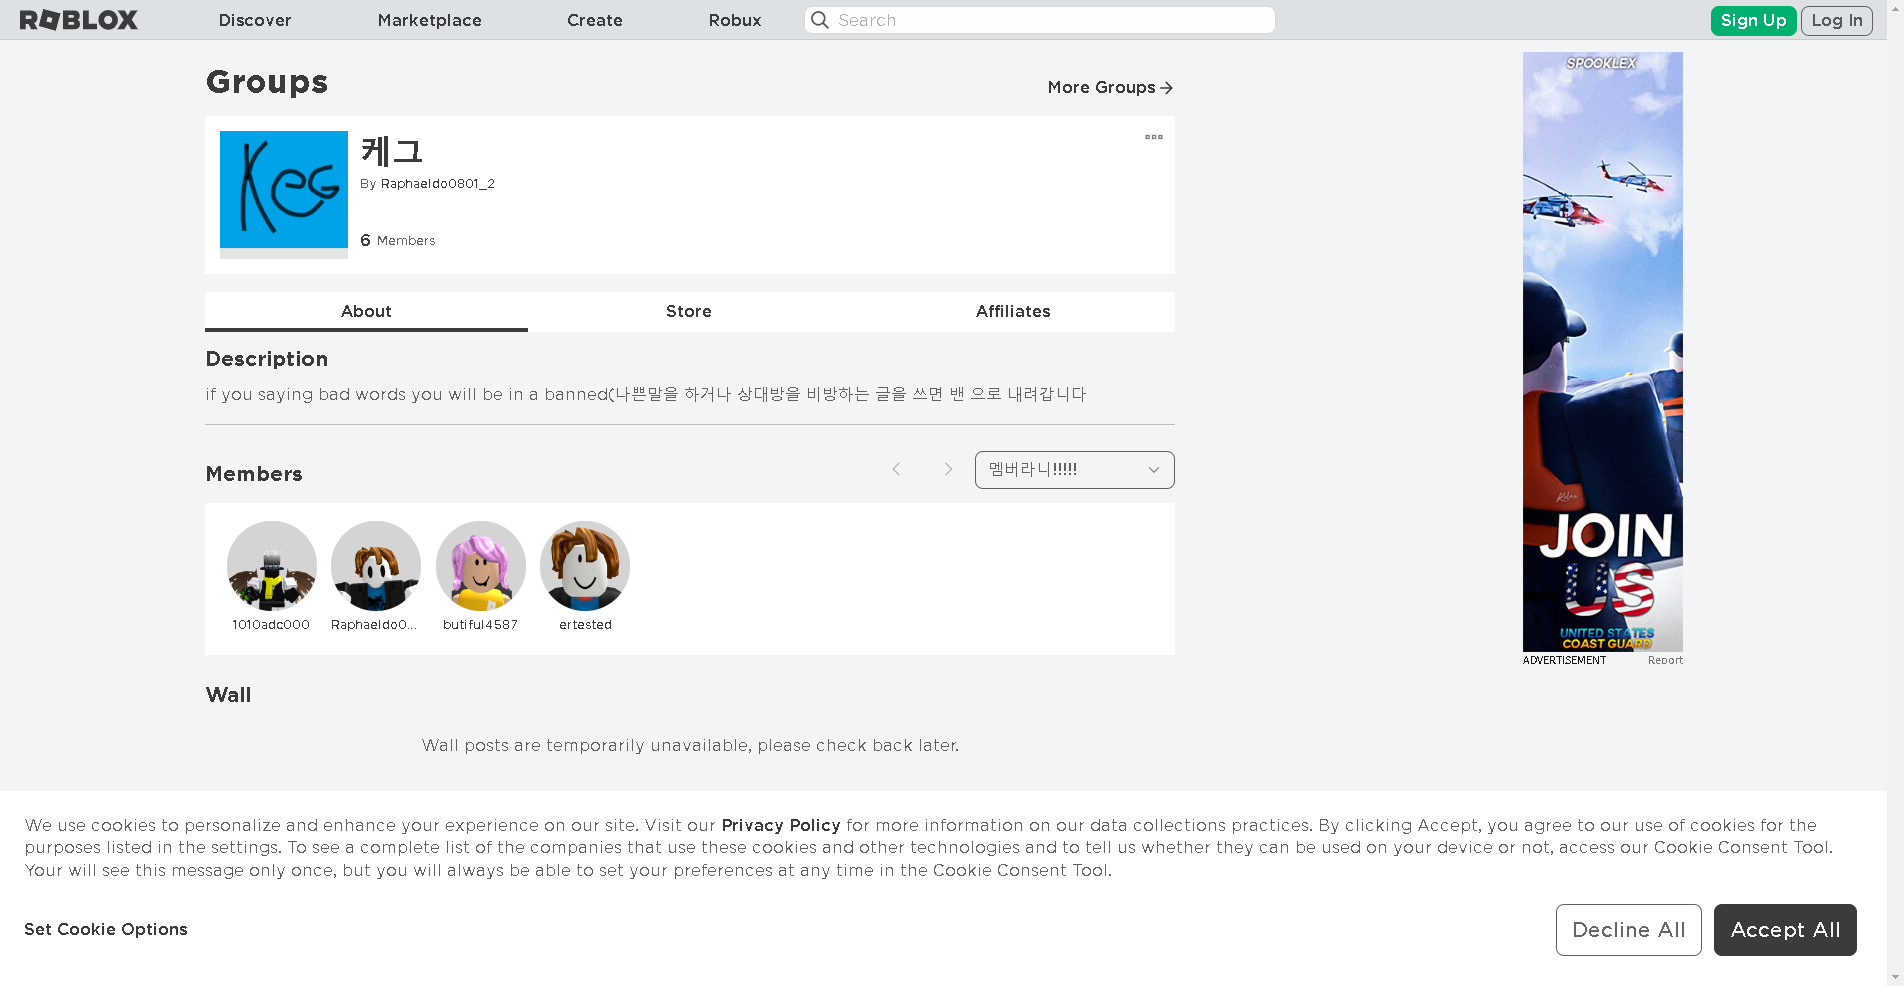 ROBLOX
Discover
Marketplace
Create
Robux
Search
Sign Up
Log In
Groups
More Groups
Keg
케그
By Raphaeldo0801_2
6 Members
About
Store
Affiliates
Description
if you saying bad words you will be in a banned(나쁜말을 하거나 상대방을 비방하는 글을 쓰면 밴 으로 내려갑니다
Members
멤버라니!!!!!
1010adc000
Raphaeldo0...
butiful4587
ertested
Wall
Wall posts are temporarily unavailable, please check back later.
SPOOKLEX
JOIN
US
UNITED STATES
COAST GUARD
ADVERTISEMENT
Report
We use cookies to personalize and enhance your experience on our site. Visit our Privacy Policy for more information on our data collections practices. By clicking Accept, you agree to our use of cookies for the
purposes listed in the settings. To see a complete list of the companies that use these cookies and other technologies and to tell us whether they can be used on your device or not, access our Cookie Consent Tool.
Your will see this message only once, but you will always be able to set your preferences at any time in the Cookie Consent Tool.
Set Cookie Options
Decline All
Accept All